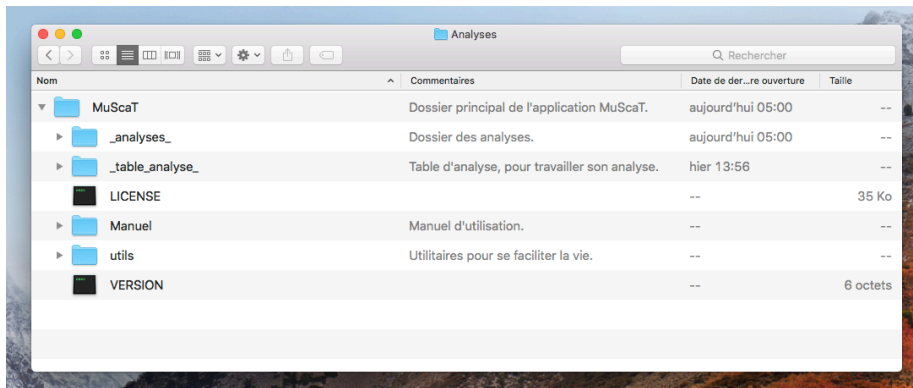 Analyses
Rechercher
Nom Commentaires Date de der...re ouverture Taille
MuScaT Dossier principal de l'application MuScaT. aujourd'hui 05:00 --
_analyses_ Dossier des analyses. aujourd'hui 05:00 --
_table_analyse_ Table d'analyse, pour travailler son analyse. hier 13:56 --
LICENSE -- 35 Ko
Manuel Manuel d'utilisation. -- --
utils Utilitaires pour se faciliter la vie. -- --
VERSION -- 6 octets